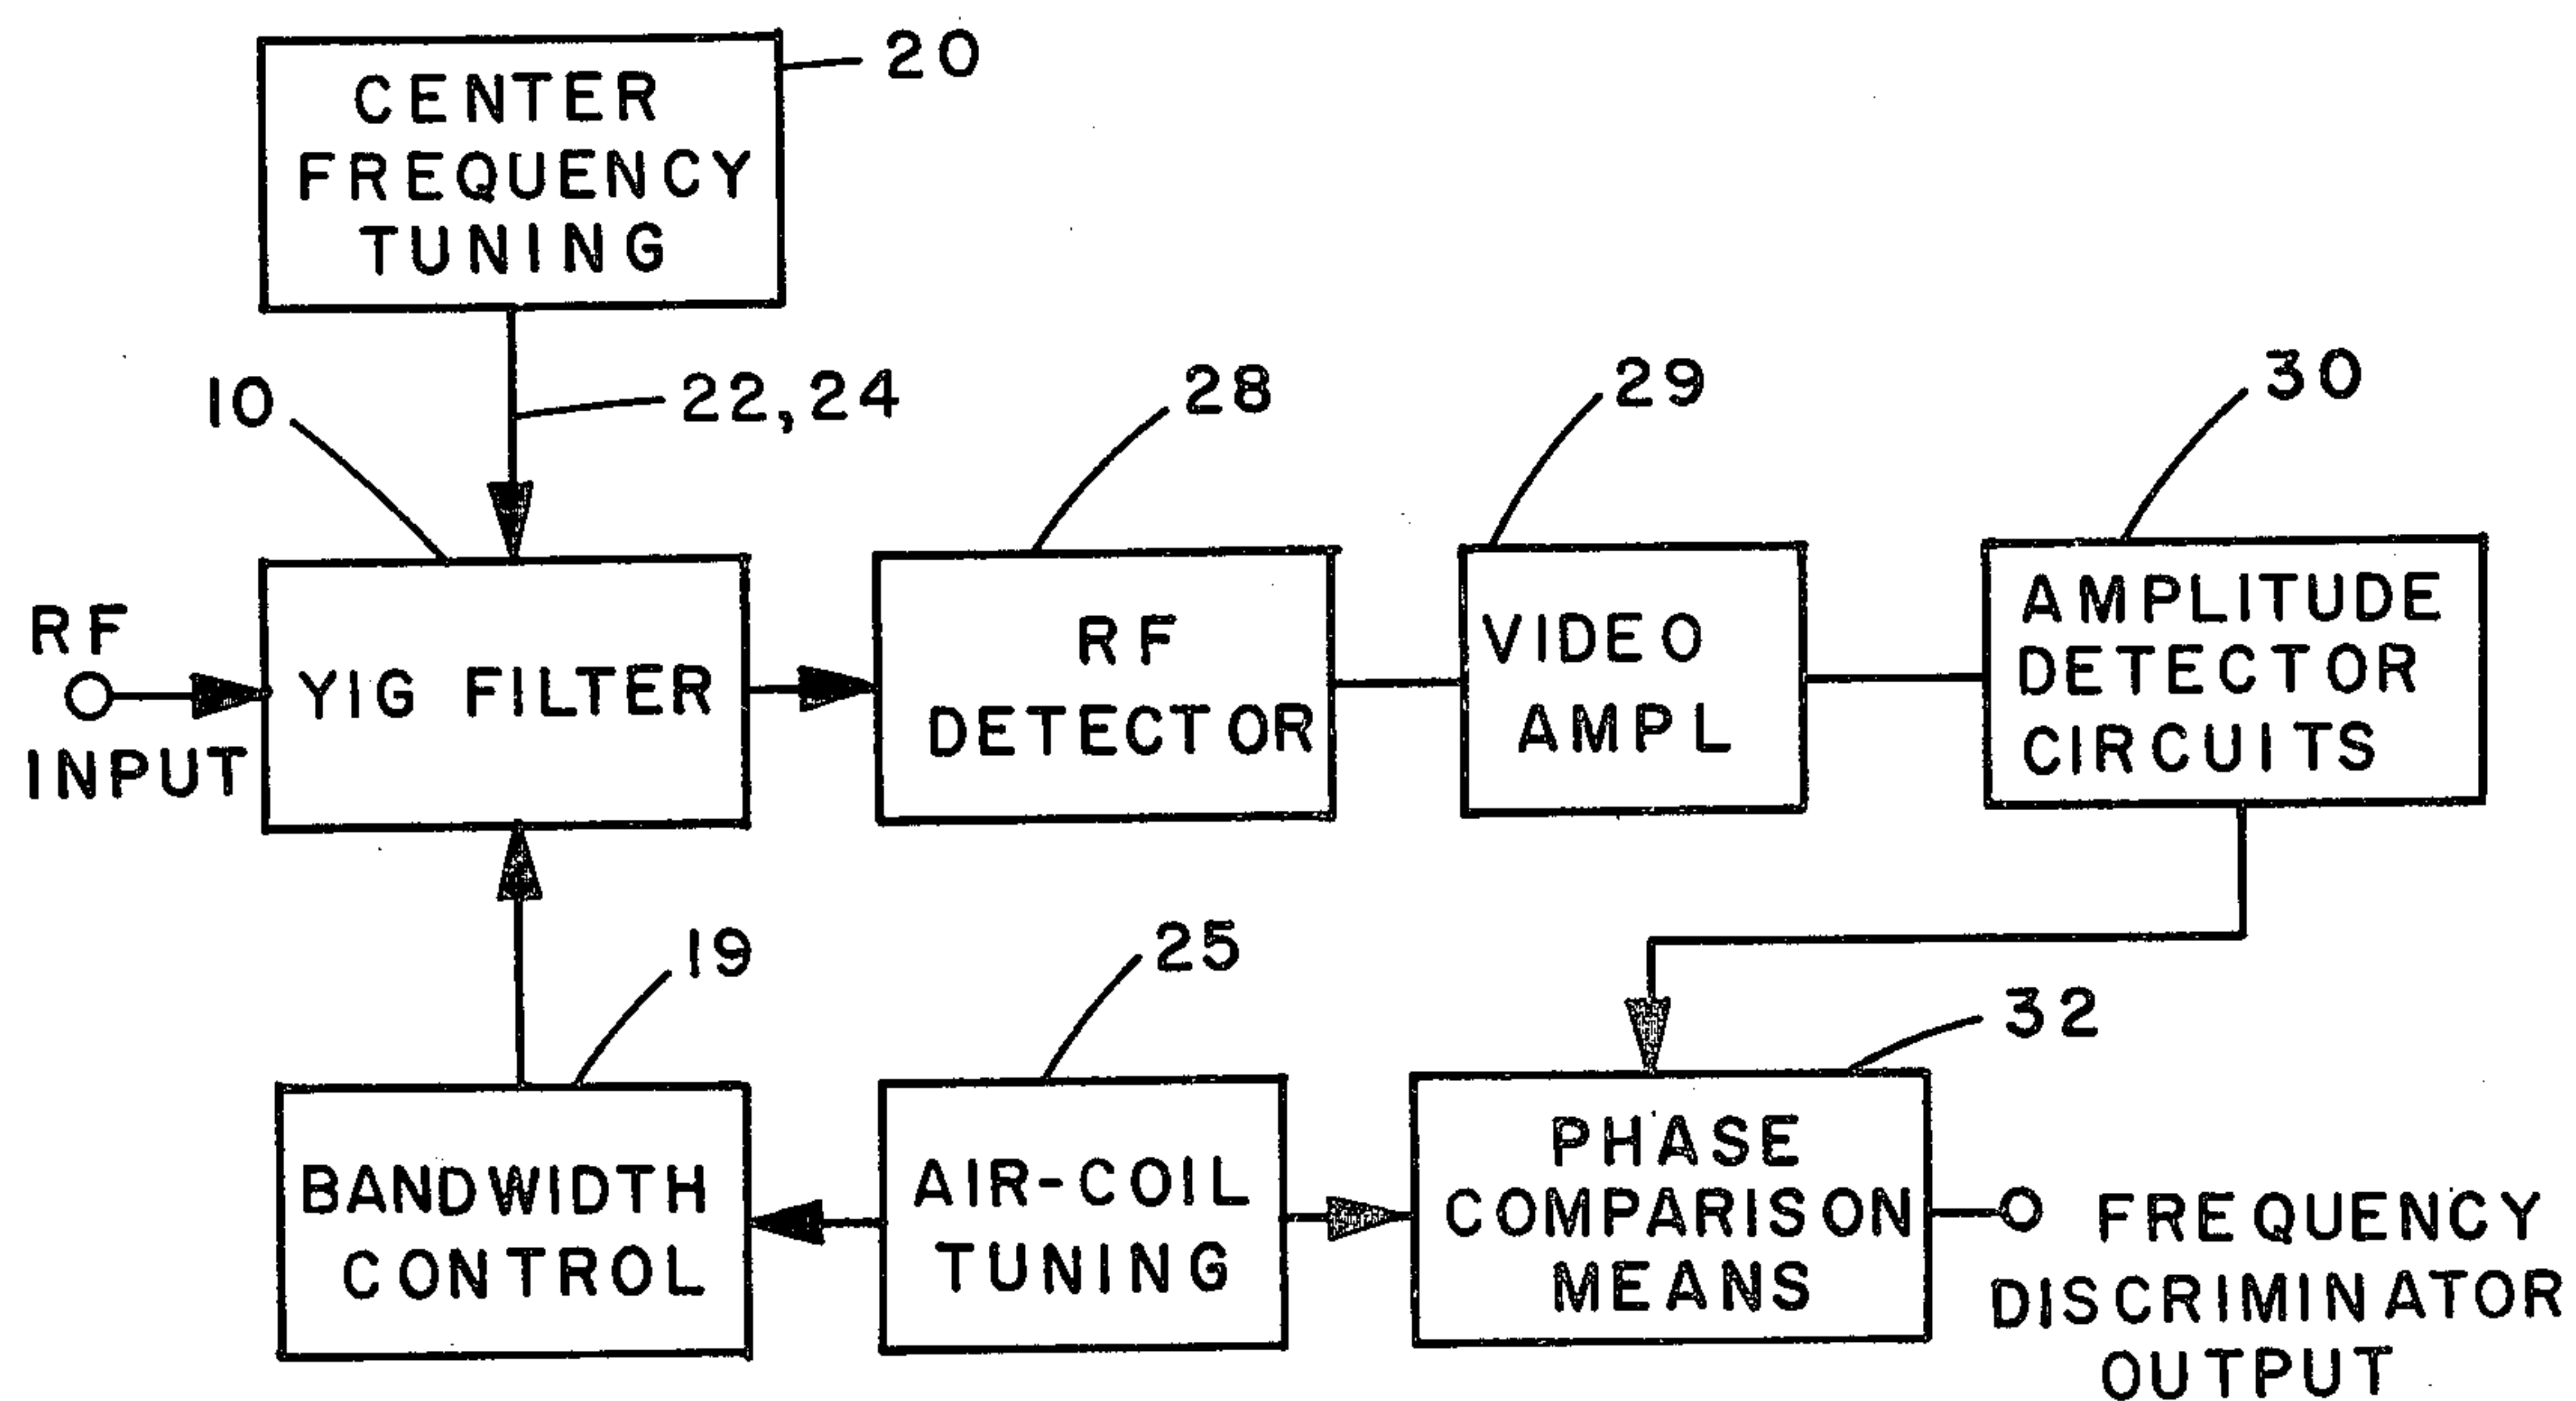 20
CENTER
FREQUENCY
TUNING
10
22,24
28
29
30
RF
INPUT
YIG FILTER
RF
DETECTOR
VIDEO
AMPL
AMPLITUDE
DETECTOR
CIRCUITS
19
25
32
BANDWIDTH
CONTROL
AIR-COIL
TUNING
PHASE
COMPARISON
MEANS
FREQUENCY
DISCRIMINATOR
OUTPUT